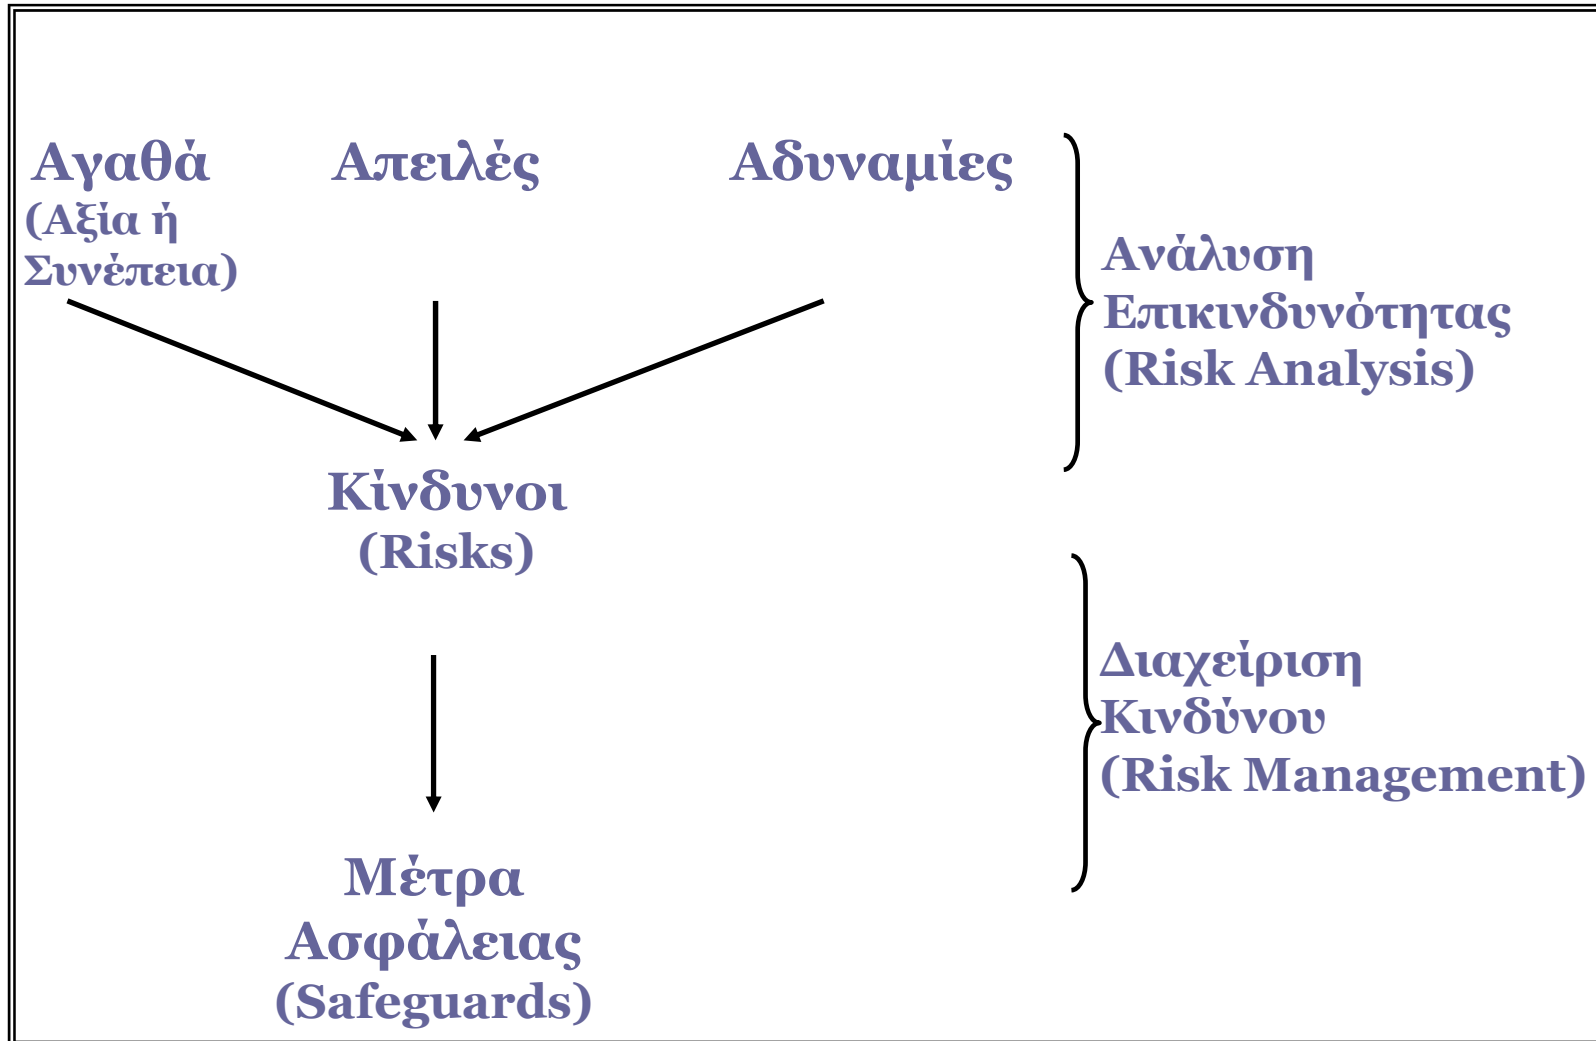 Αγαθά
(Αξία ή
Συνέπεια)
Απειλές
Αδυναμίες
Ανάλυση
Επικινδυνότητας
(Risk Analysis)
Κίνδυνοι
(Risks)
Διαχείριση
Κινδύνου
(Risk Management)
Μέτρα
Ασφάλειας
(Safeguards)